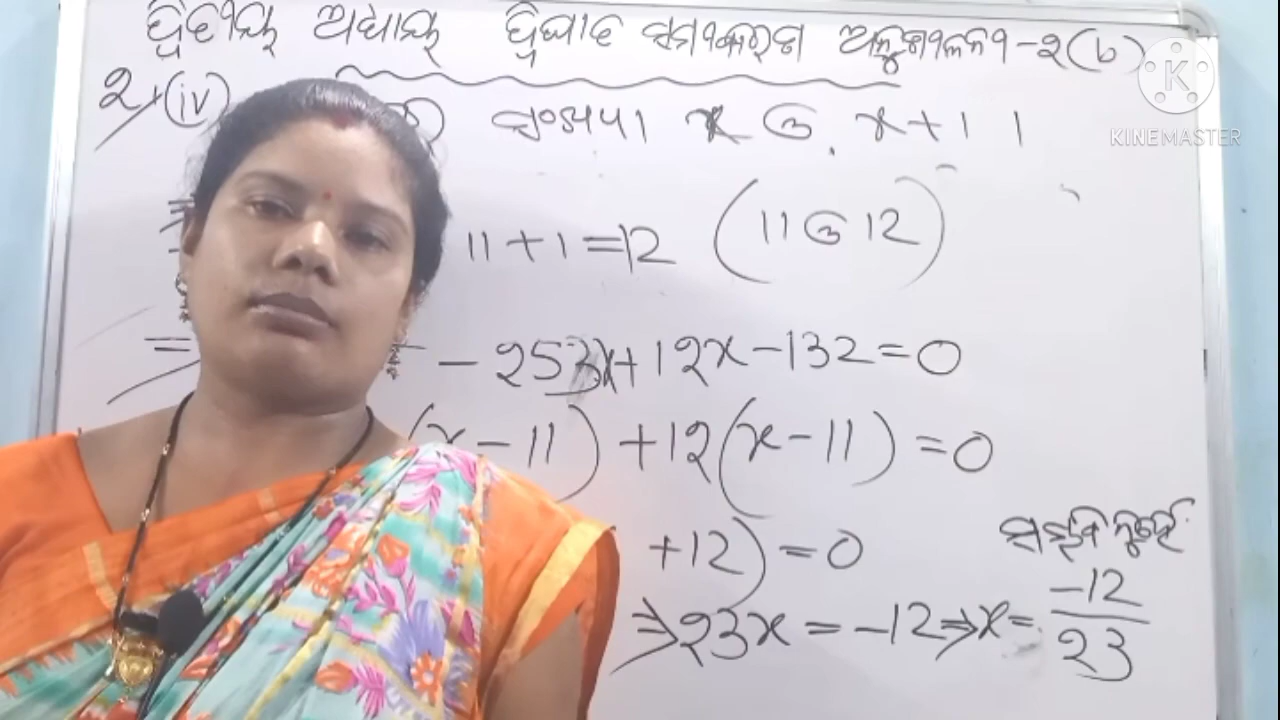 ଦ୍ୱିତୀୟ ଅଧ୍ୟାୟ ଦ୍ୱିଘାତ ସମୀକରଣ ଅନୁଶୀଳନୀ-୨(b)
KINEMASTER
2. (iv) ସଂଖ୍ୟା x ଓ x+1 ।
11+1=12 (11 ଓ 12)
= - 253x+12x-132=0
(x-11) +12(x-11) =0
+12) =0
ସମ୍ଭବ ନୁହେଁ
⇒23x = -12⇒x= -12/23